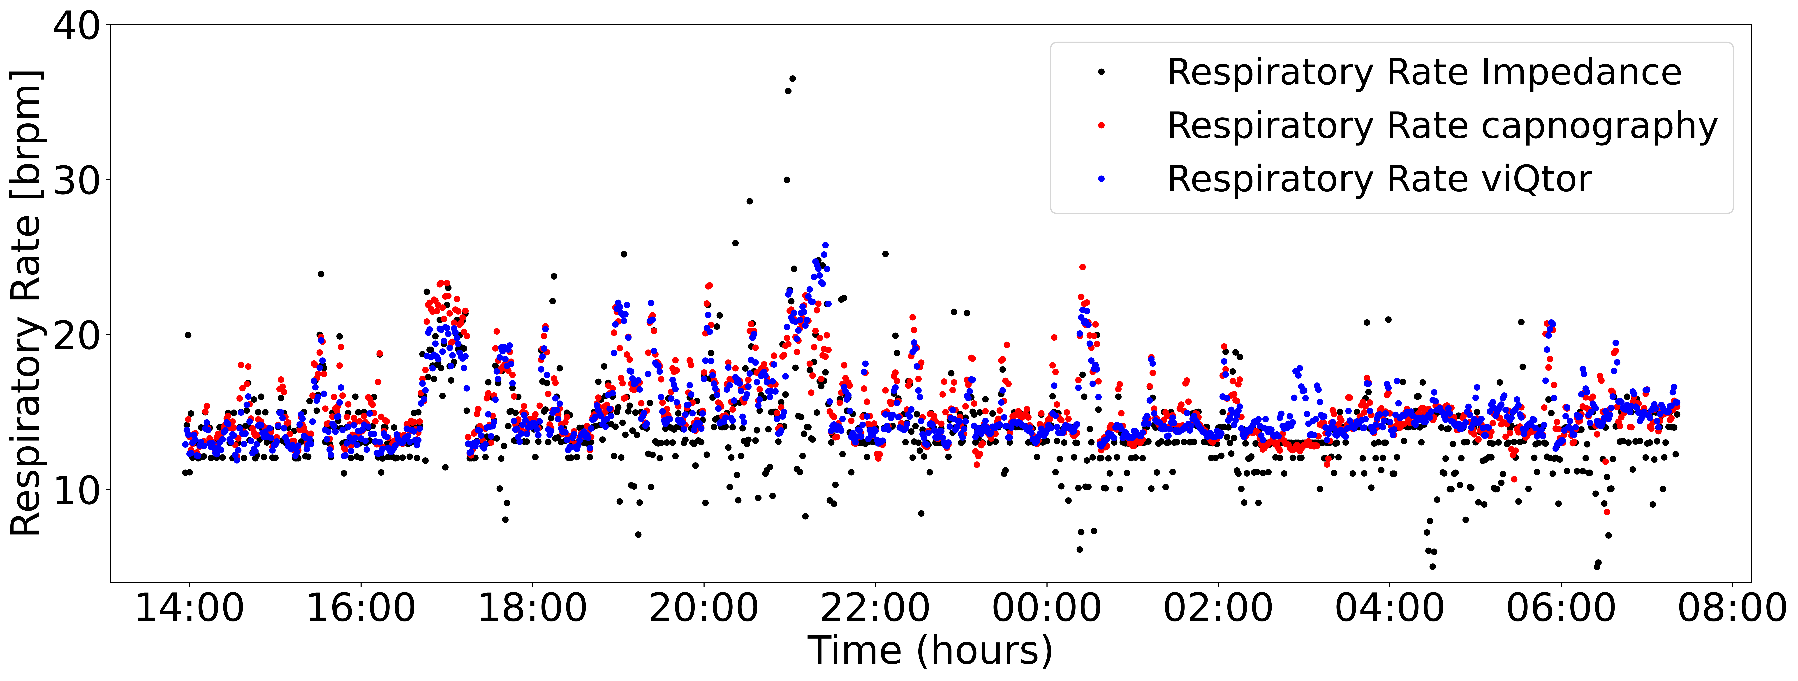 40
30
20
10
Respiratory Rate [brpm]
Respiratory Rate Impedance
Respiratory Rate capnography
Respiratory Rate viQtor
14:00 16:00 18:00 20:00 22:00 00:00 02:00 04:00 06:00 08:00
Time (hours)